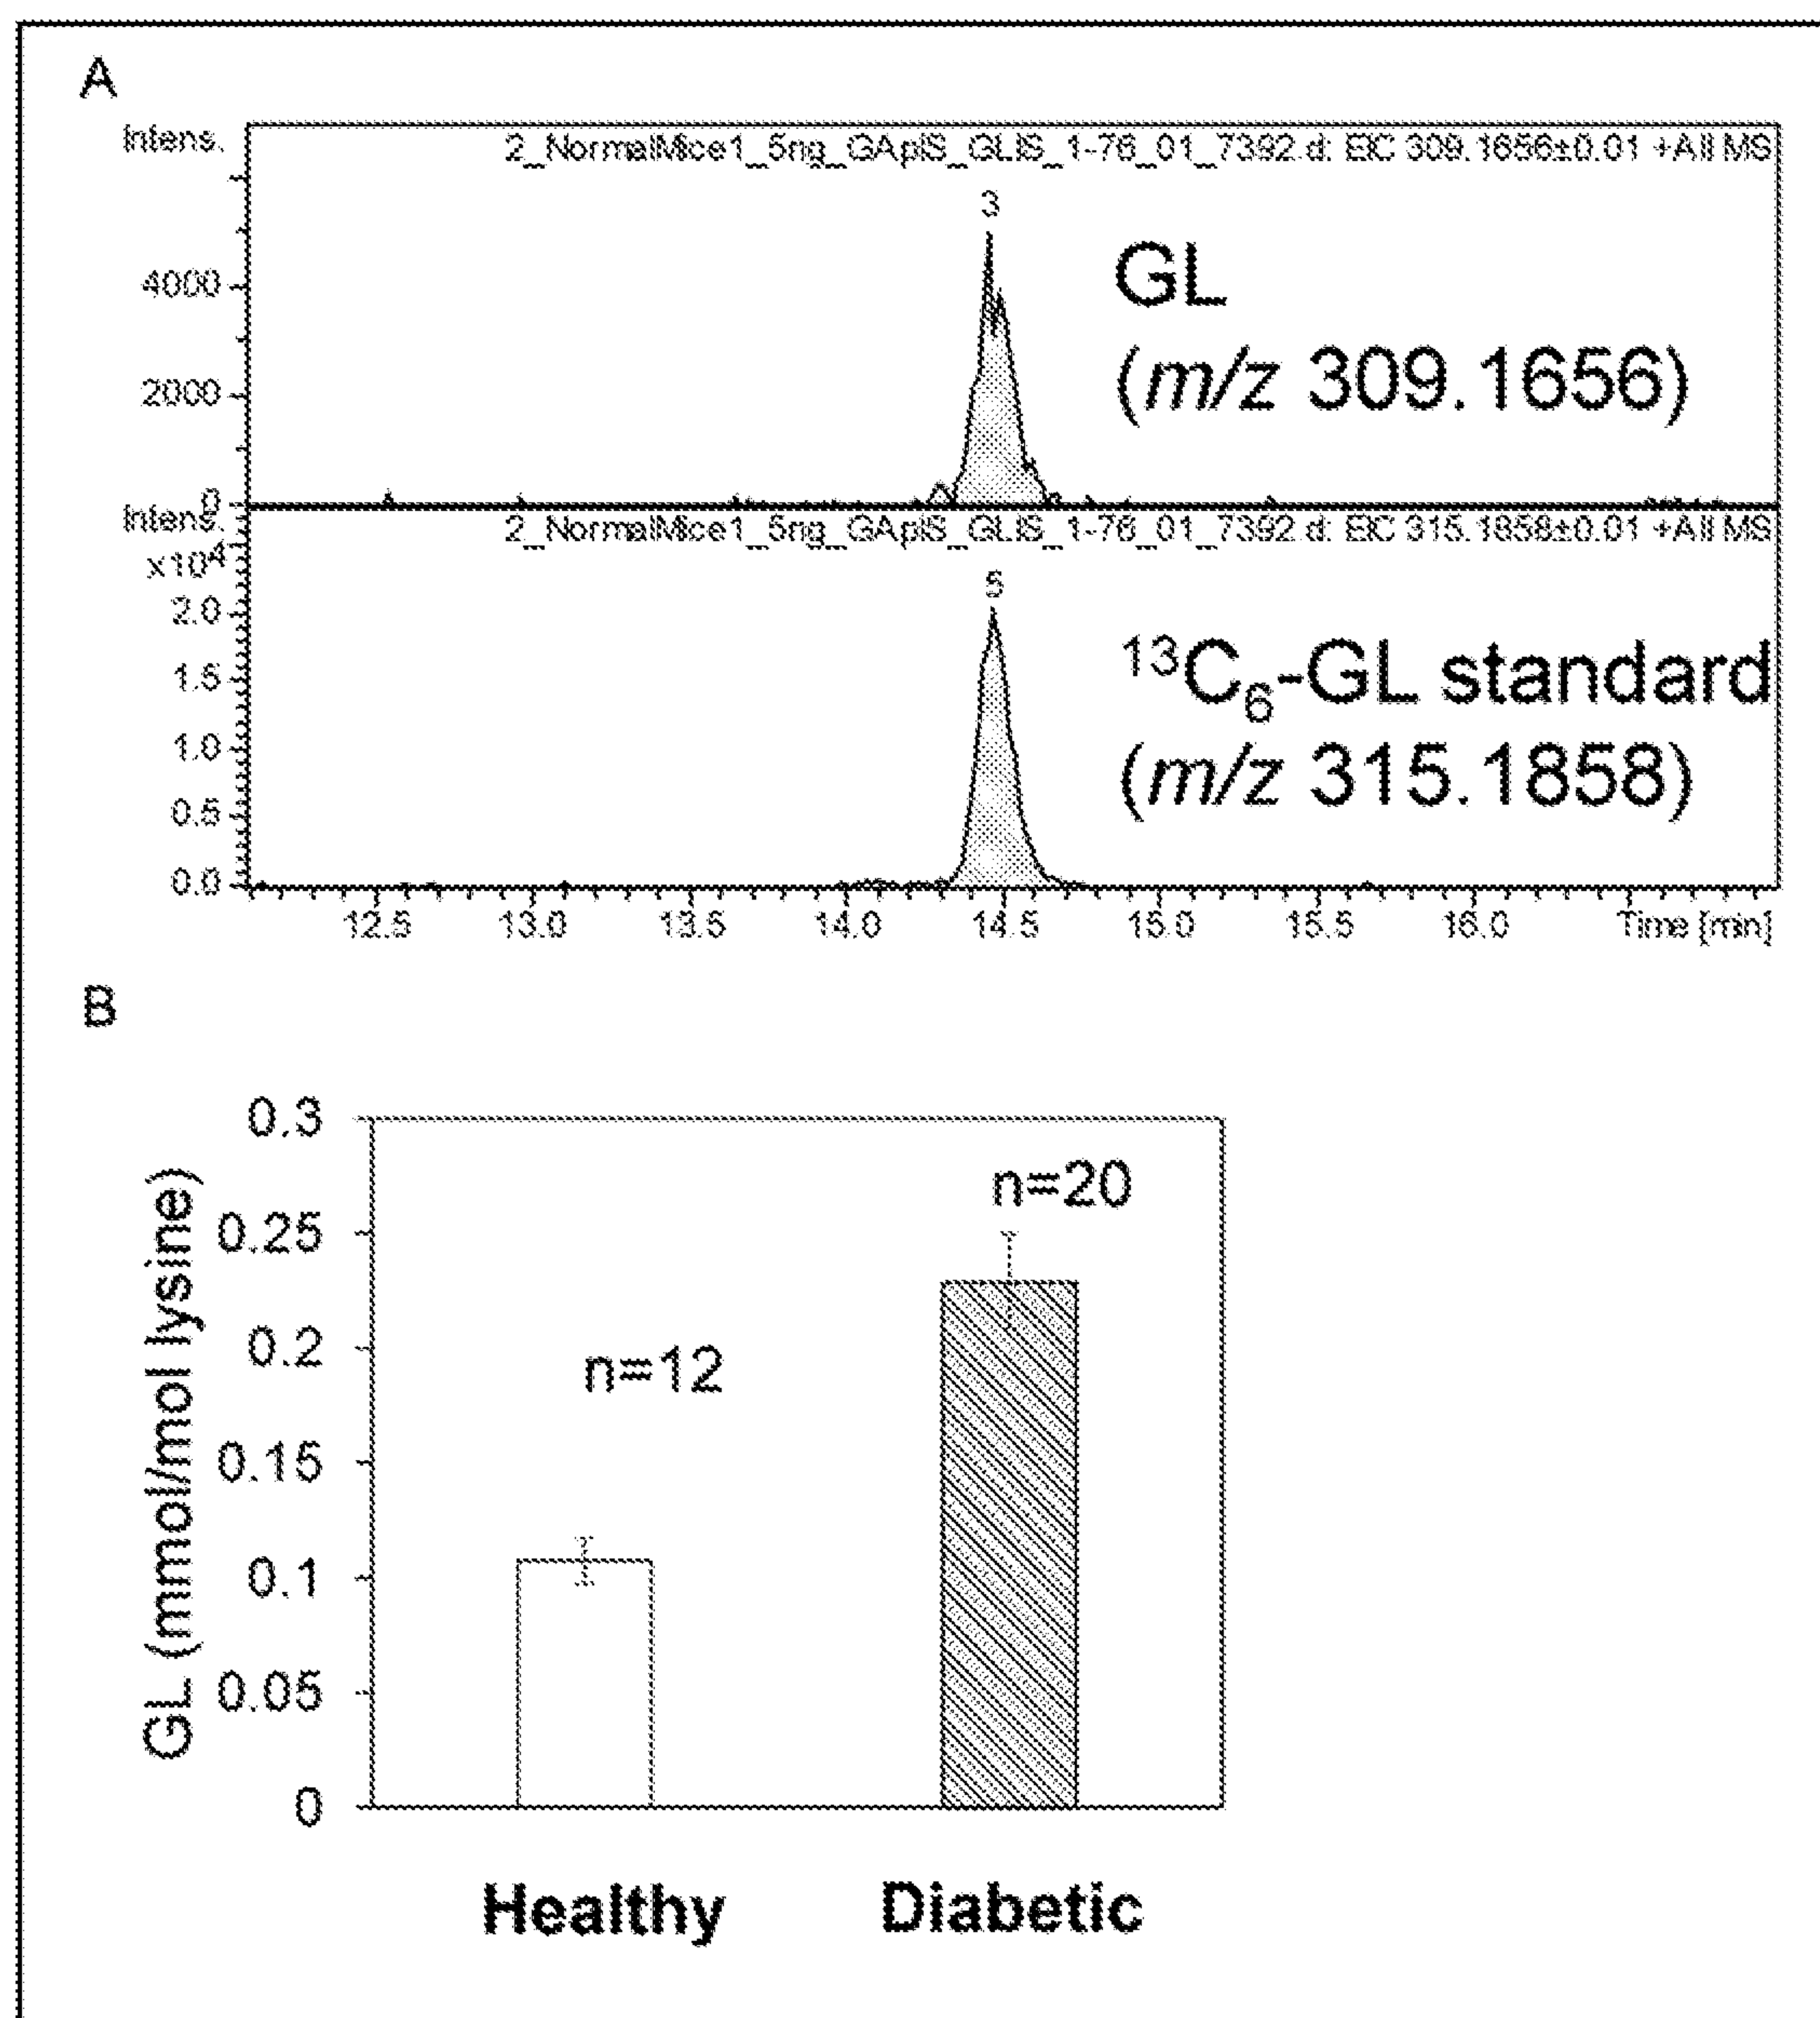 A
Intens.
2_NormalMice1_5ng_GApIS_GLIS_1-76_01_7392.d: EIC 309.1656±0.01 +All MS
3
GL
(m/z 309.1656)
4000
2000
0
Intens.
x10⁴
2_NormalMice1_5ng_GApIS_GLIS_1-76_01_7392.d: EIC 315.1858±0.01 +All MS
5
2.0
¹³C₆-GL standard
(m/z 315.1858)
1.5
1.0
0.5
0.0
12.5 13.0 13.5 14.0 14.5 15.0 15.5 16.0 Time [min]
B
GL (mmol/mol lysine)
0.3
n=20
0.25
0.2
n=12
0.15
0.1
0.05
0
Healthy Diabetic